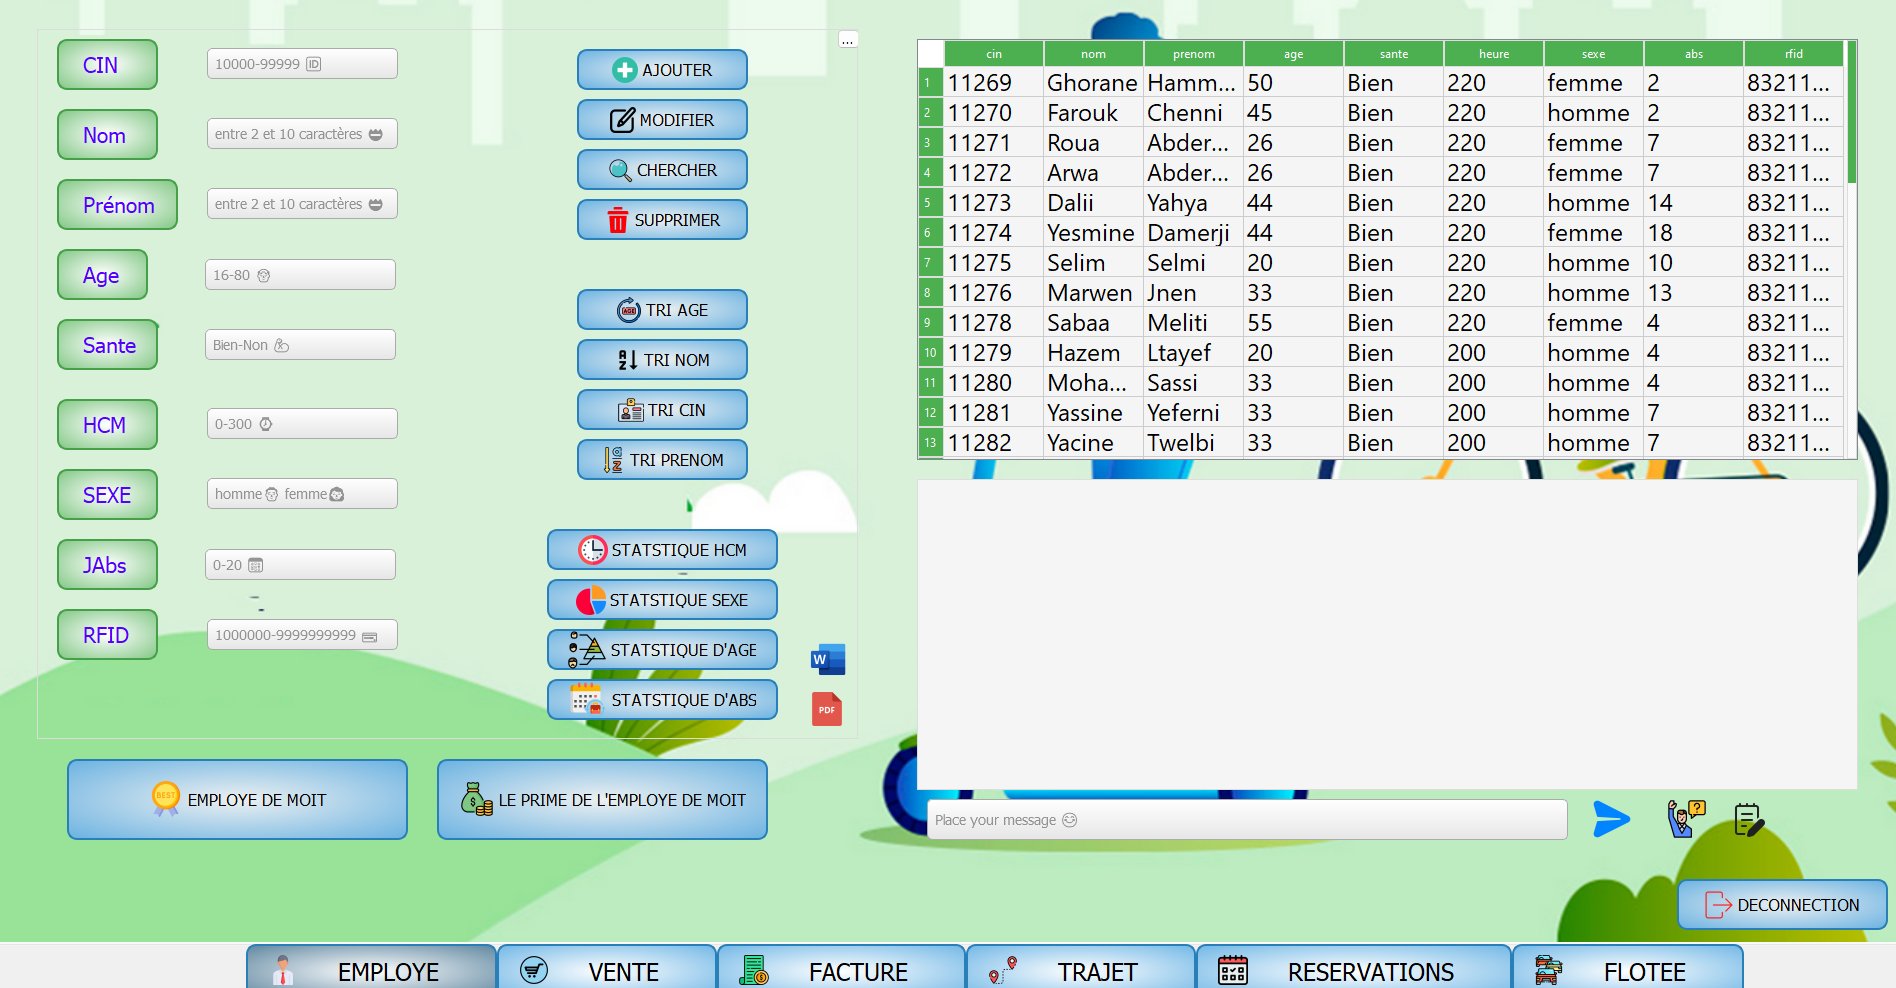 CIN
10000-99999
Nom
entre 2 et 10 caractères
Prénom
entre 2 et 10 caractères
Age
16-80
Sante
Bien-Non
HCM
0-300
SEXE
homme femme
JAbs
0-20
RFID
1000000-9999999999
...
AJOUTER
MODIFIER
CHERCHER
SUPPRIMER
TRI AGE
TRI NOM
TRI CIN
TRI PRENOM
STATSTIQUE HCM
STATSTIQUE SEXE
STATSTIQUE D'AGE
STATSTIQUE D'ABS
W
PDF
BEST
EMPLOYE DE MOIT
LE PRIME DE L'EMPLOYE DE MOIT
cin nom prenom age sante heure sexe abs rfid
1 11269 Ghorane Hamm... 50 Bien 220 femme 2 83211...
2 11270 Farouk Chenni 45 Bien 220 homme 2 83211...
3 11271 Roua Abder... 26 Bien 220 femme 7 83211...
4 11272 Arwa Abder... 26 Bien 220 femme 7 83211...
5 11273 Dalii Yahya 44 Bien 220 homme 14 83211...
6 11274 Yesmine Damerji 44 Bien 220 femme 18 83211...
7 11275 Selim Selmi 20 Bien 220 homme 10 83211...
8 11276 Marwen Jnen 33 Bien 220 homme 13 83211...
9 11278 Sabaa Meliti 55 Bien 220 femme 4 83211...
10 11279 Hazem Ltayef 20 Bien 200 homme 4 83211...
11 11280 Moha... Sassi 33 Bien 200 homme 4 83211...
12 11281 Yassine Yeferni 33 Bien 200 homme 7 83211...
13 11282 Yacine Twelbi 33 Bien 200 homme 7 83211...
Place your message
DECONNECTION
EMPLOYE
VENTE
FACTURE
TRAJET
RESERVATIONS
FLOTEE